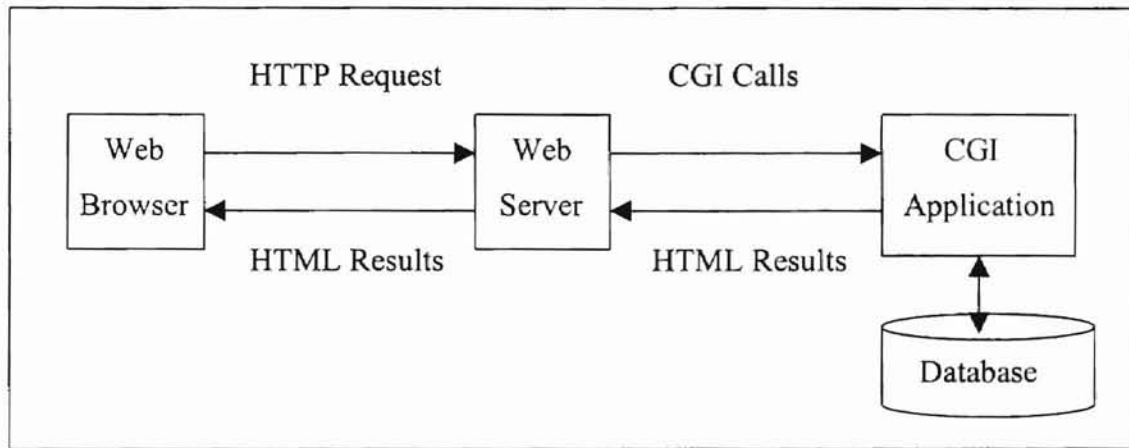 HTTP Request
CGI Calls
Web
Browser
Web
Server
CGI
Application
HTML Results
HTML Results
Database